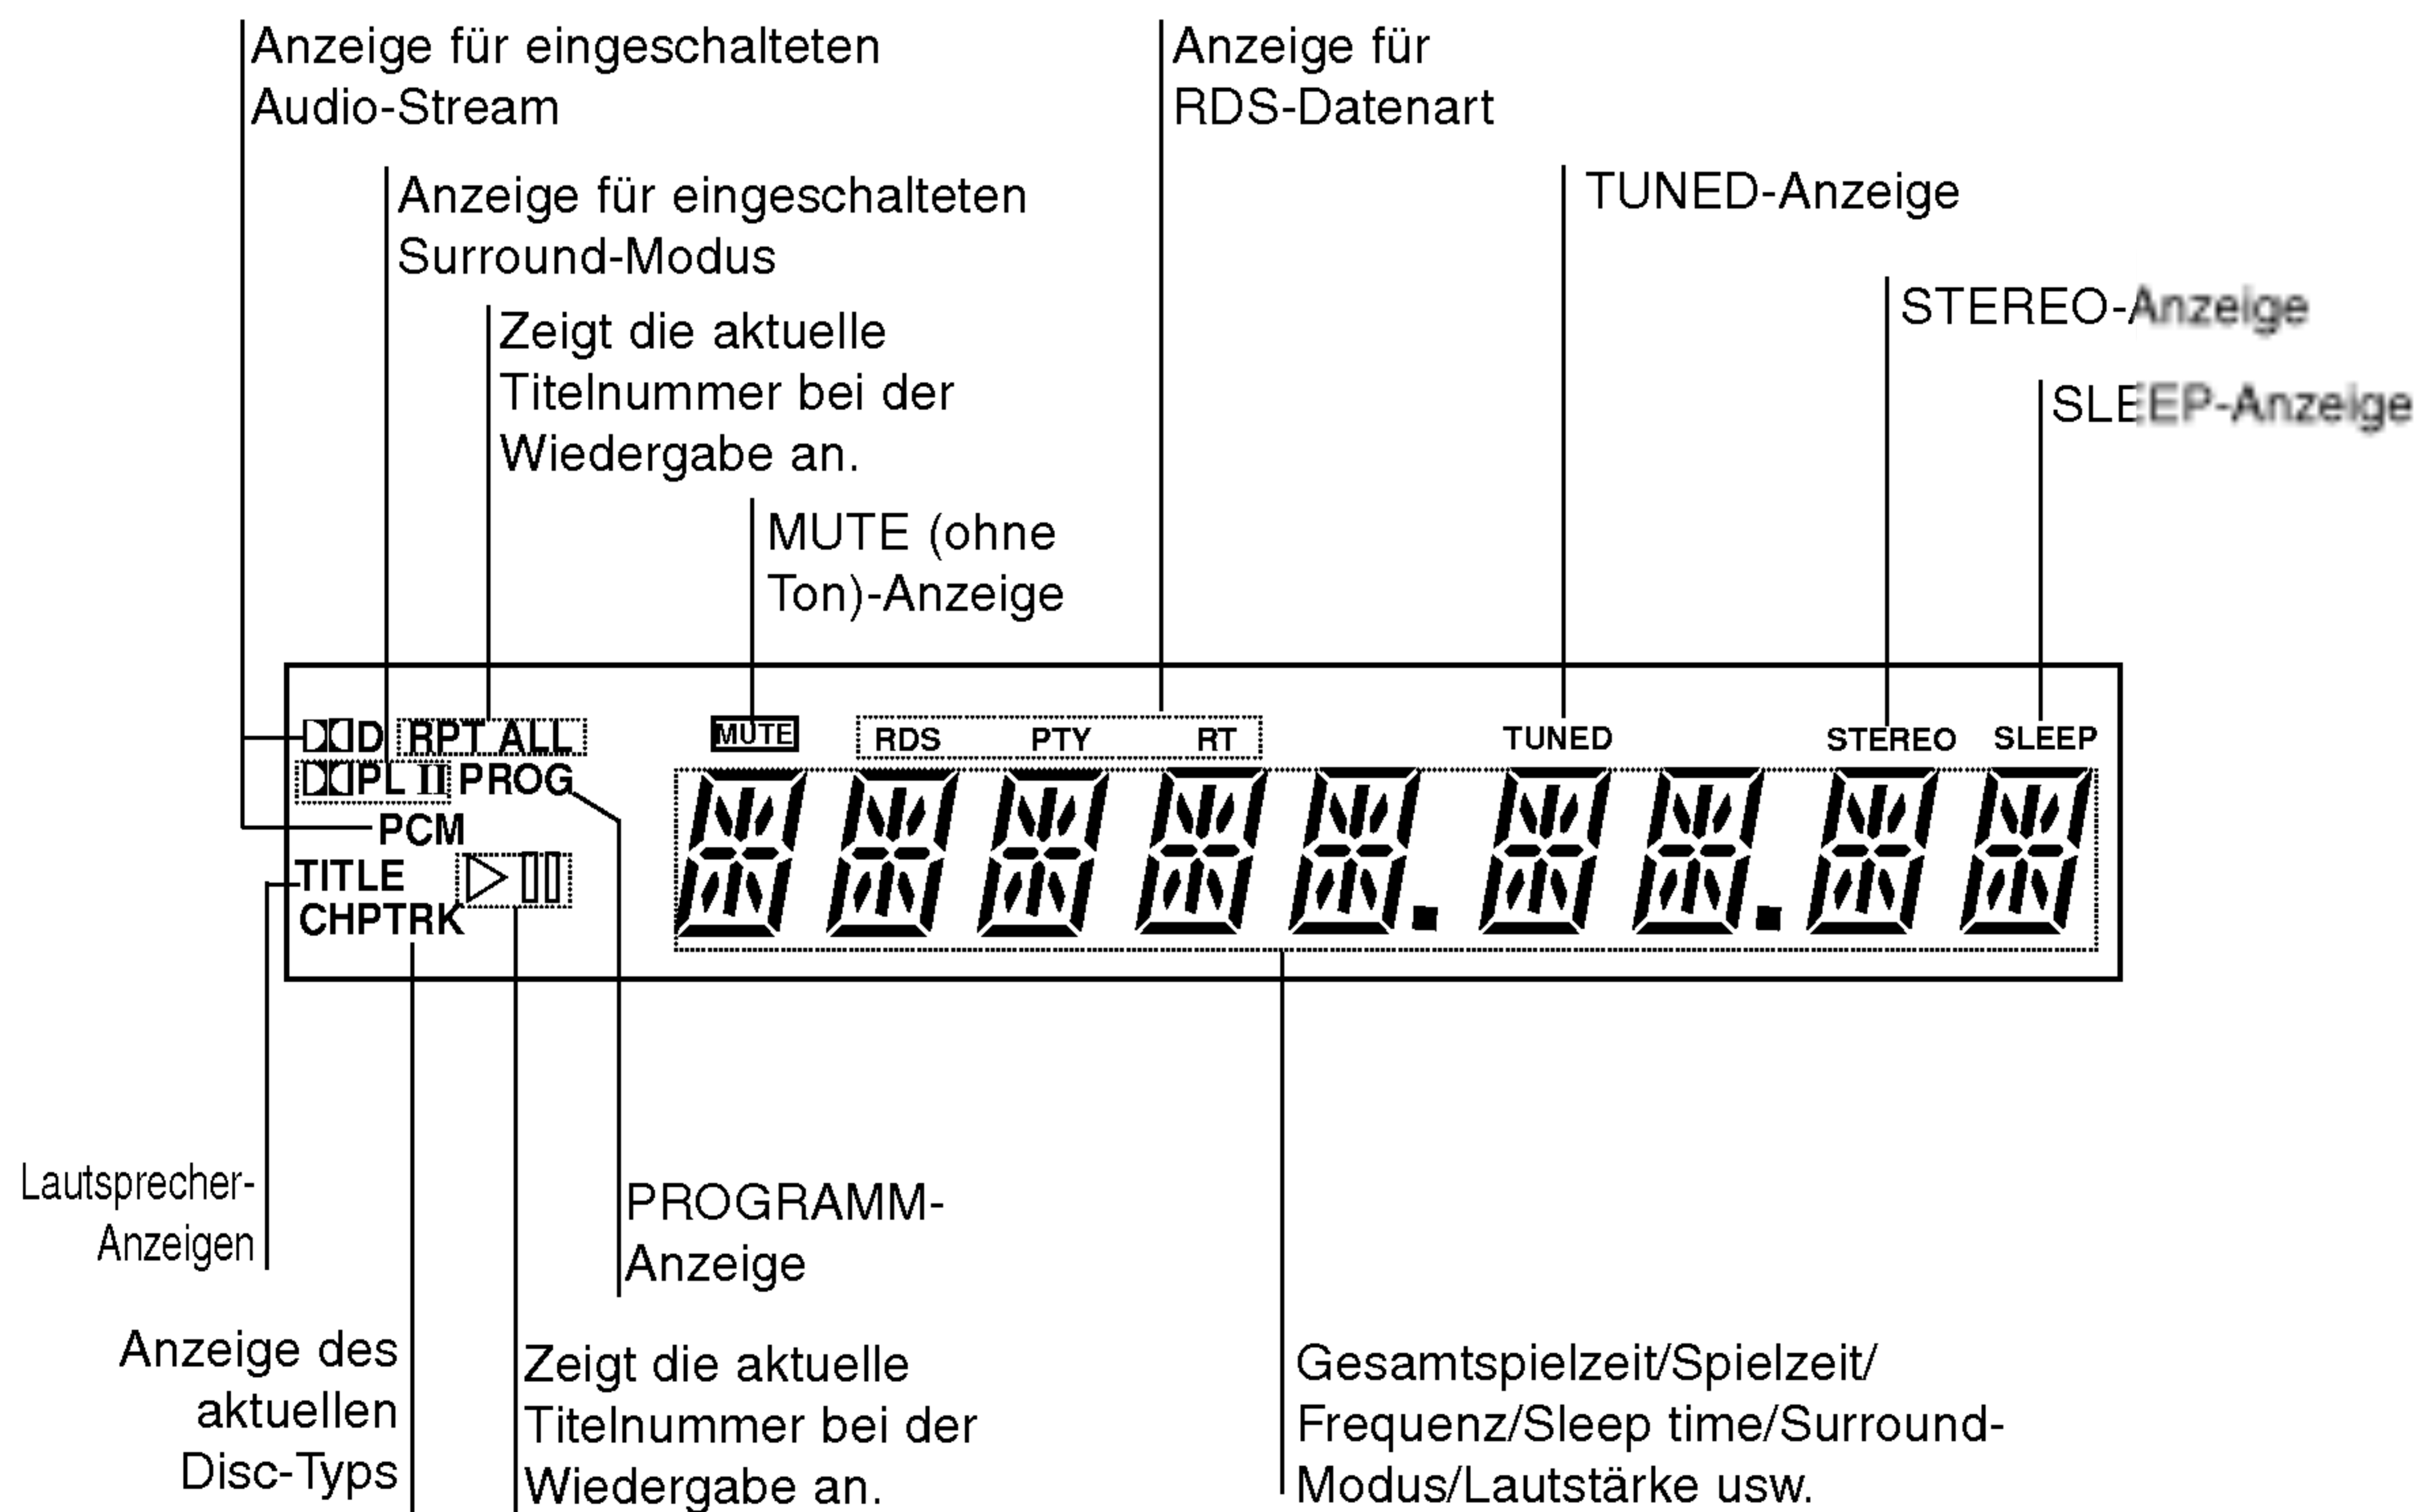 Anzeige für eingeschalteten
Audio-Stream
Anzeige für
RDS-Datenart
Anzeige für eingeschalteten
Surround-Modus
TUNED-Anzeige
STEREO-Anzeige
Zeigt die aktuelle
Titelnummer bei der
Wiedergabe an.
SLEEP-Anzeige
MUTE (ohne
Ton)-Anzeige
D RPT ALL
MUTE
RDS PTY RT
TUNED
STEREO
SLEEP
PL II PROG
PCM
TITLE
CHPTRK
Lautsprecher-
Anzeigen
PROGRAMM-
Anzeige
Anzeige des
aktuellen
Disc-Typs
Zeigt die aktuelle
Titelnummer bei der
Wiedergabe an.
Gesamtspielzeit/Spielzeit/
Frequenz/Sleep time/Surround-
Modus/Lautstärke usw.